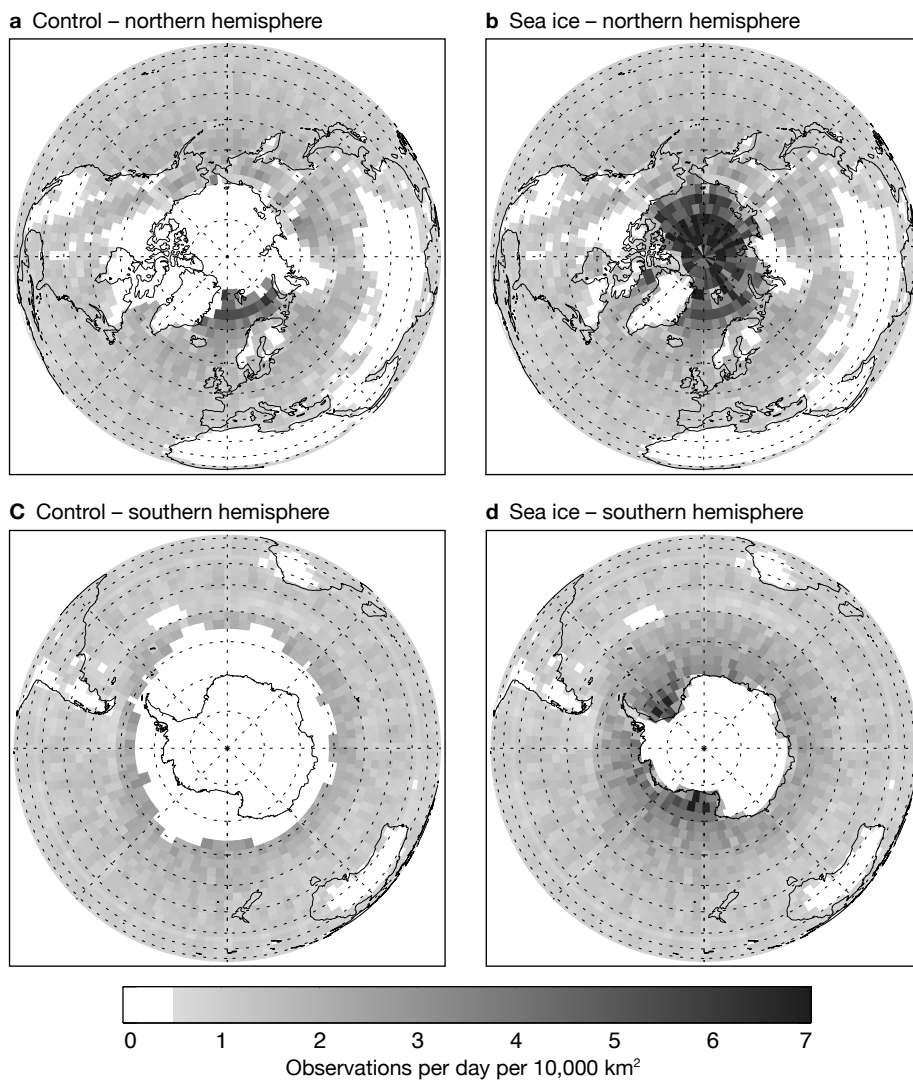 a Control – northern hemisphere
b Sea ice – northern hemisphere
C Control – southern hemisphere
d Sea ice – southern hemisphere
0 1 2 3 4 5 6 7
Observations per day per 10,000 km²